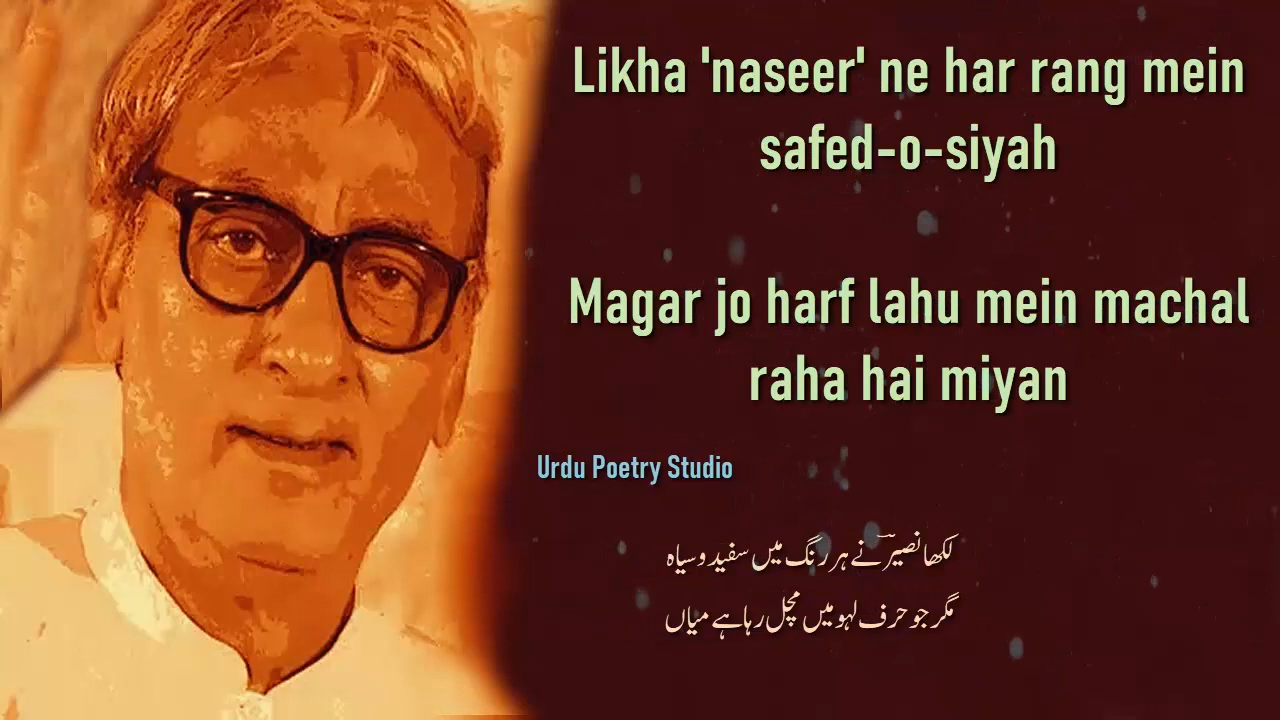 Likha 'naseer' ne har rang mein
safed-o-siyah
Magar jo harf lahu mein machal
raha hai miyan
Urdu Poetry Studio
لکھا نصیرؔ نے ہر رنگ میں سفید و سیاہ
مگر جو حرف لہو میں مچل رہا ہے میاں